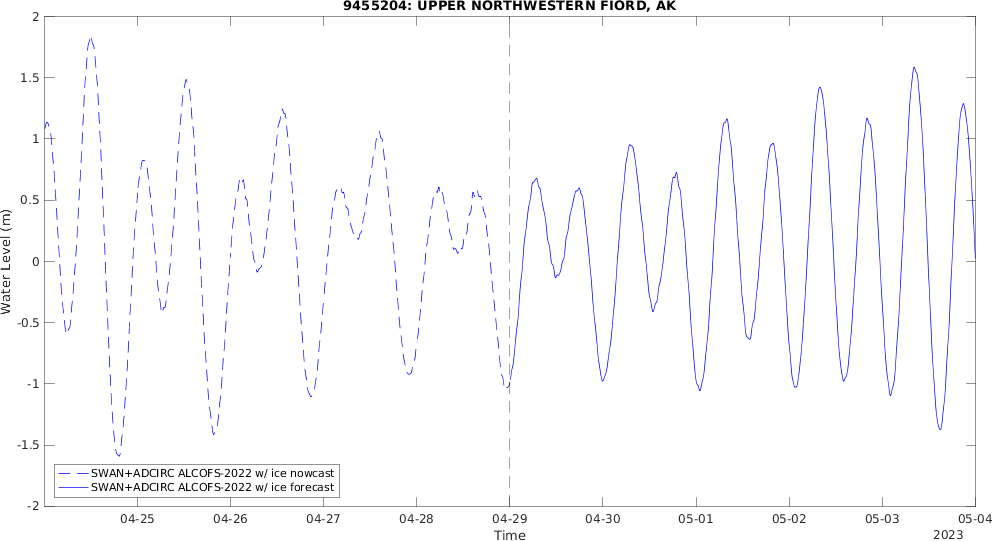 9455204: UPPER NORTHWESTERN FIORD, AK
2
1.5
1
0.5
0
-0.5
-1
-1.5
-2
Water Level (m)
SWAN+ADCIRC ALCOFS-2022 w/ ice nowcast
SWAN+ADCIRC ALCOFS-2022 w/ ice forecast
04-25 04-26 04-27 04-28 04-29 04-30 05-01 05-02 05-03 05-04
Time
2023